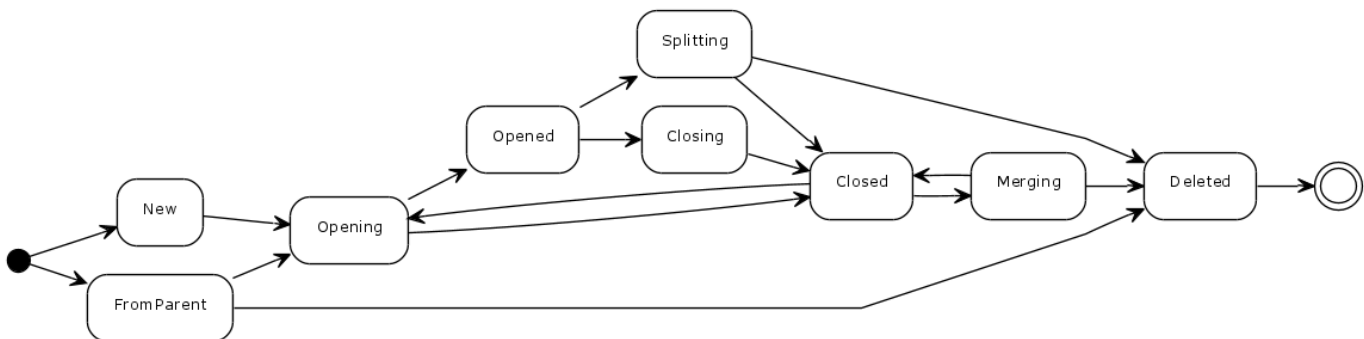 Splitting
Opened
Closing
Closed
Merging
Deleted
New
Opening
FromParent